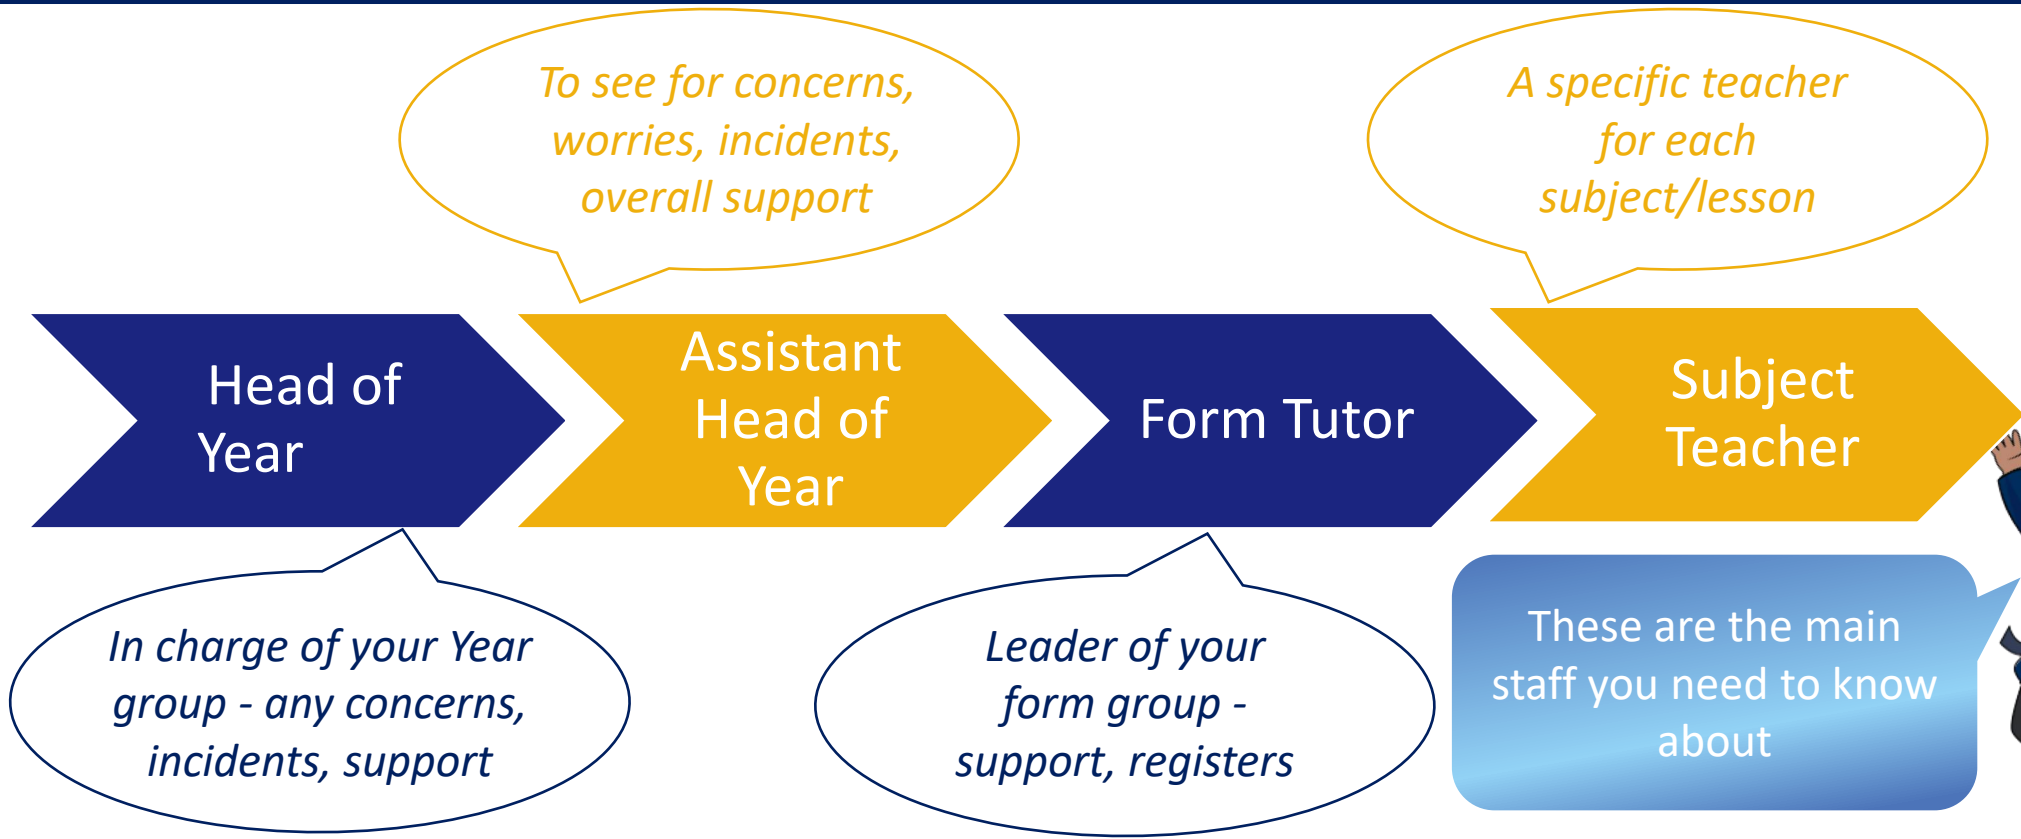 To see for concerns,
worries, incidents,
overall support
A specific teacher
for each
subject/lesson
Head of
Year
Assistant
Head of
Year
Form Tutor
Subject
Teacher
In charge of your Year
group - any concerns,
incidents, support
Leader of your
form group -
support, registers
These are the main
staff you need to know
about